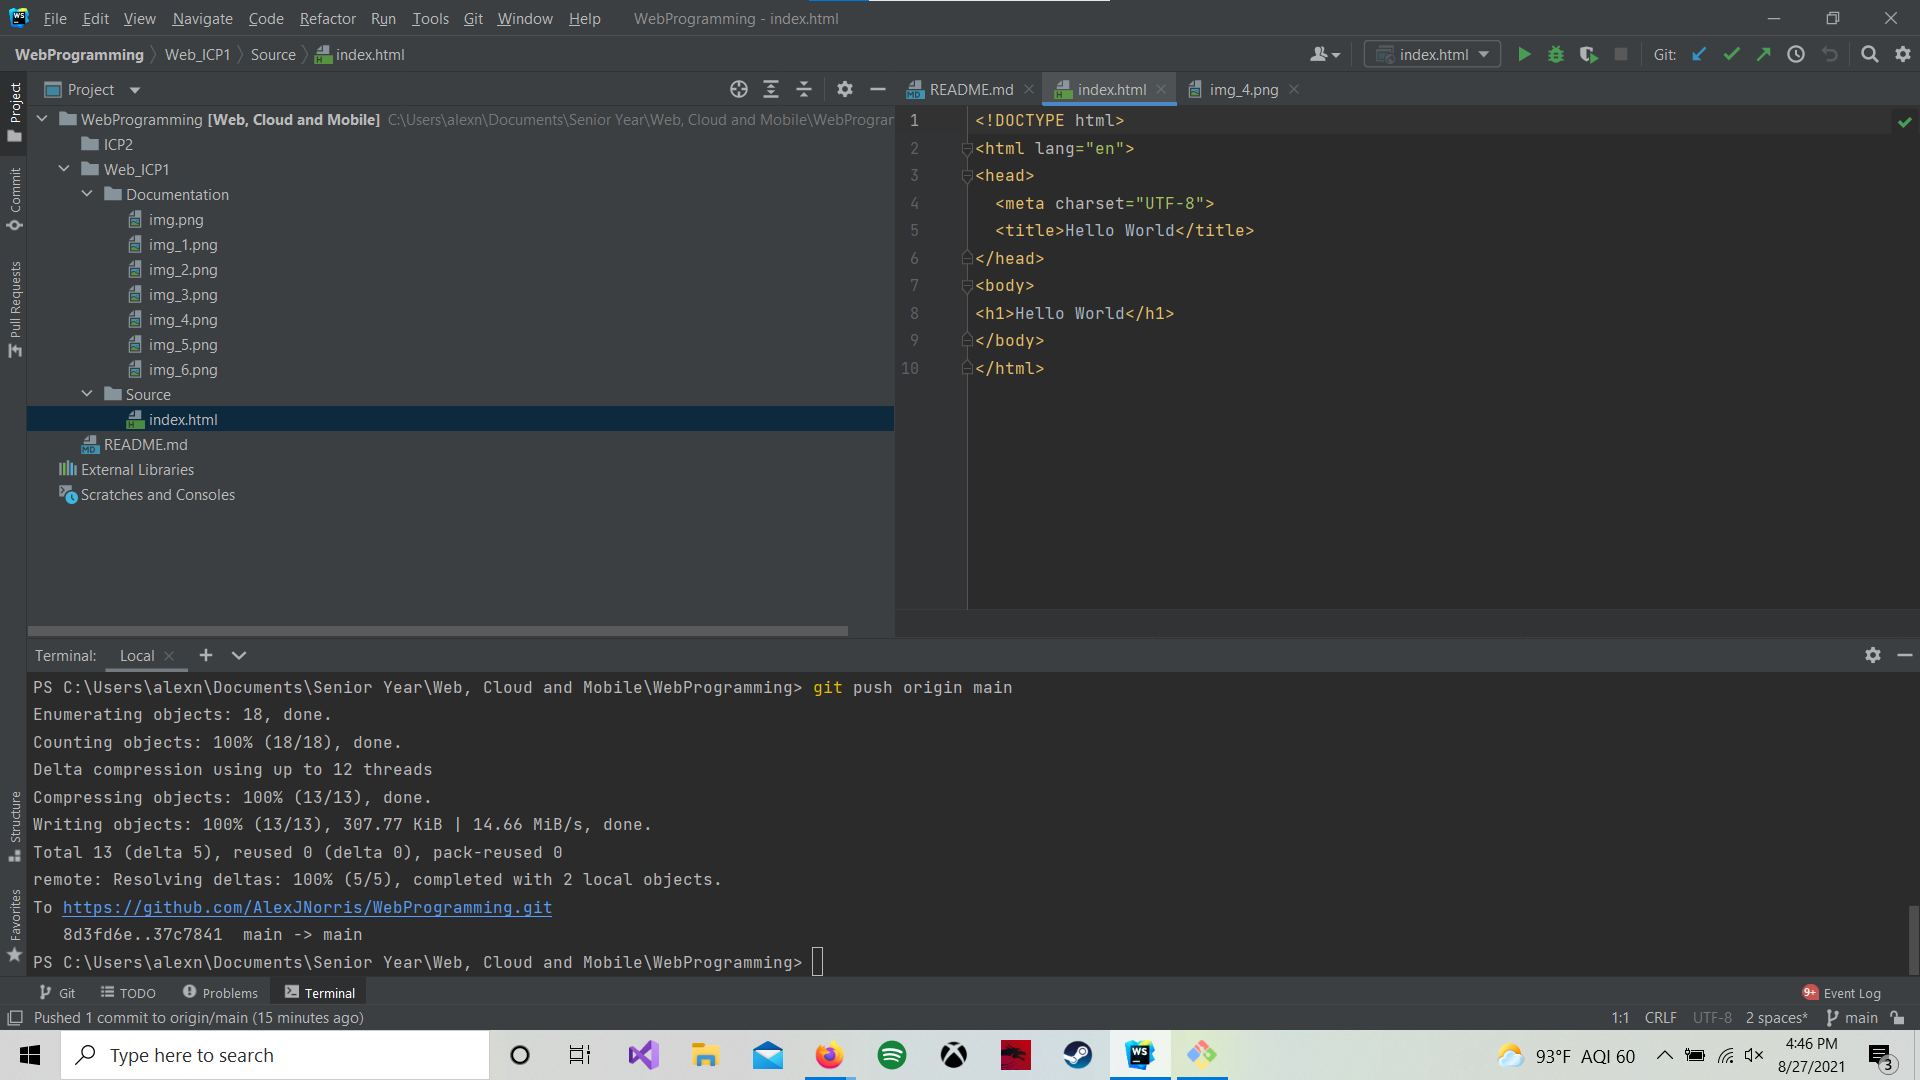 File Edit View Navigate Code Refactor Run Tools Git Window Help WebProgramming - index.html
WebProgramming Web_ICP1 Source index.html
index.html Git:
Project
README.md index.html img_4.png
WebProgramming [Web, Cloud and Mobile] C:\Users\alexn\Documents\Senior Year\Web, Cloud and Mobile\WebPrograr
ICP2
Web_ICP1
Documentation
img.png
img_1.png
img_2.png
img_3.png
img_4.png
img_5.png
img_6.png
Source
index.html
README.md
External Libraries
Scratches and Consoles
Project
Commit
Pull Requests
Structure
Favorites
1 <!DOCTYPE html>
2 <html lang="en">
3 <head>
4 <meta charset="UTF-8">
5 <title>Hello World</title>
6 </head>
7 <body>
8 <h1>Hello World</h1>
9 </body>
10 </html>
Terminal: Local
PS C:\Users\alexn\Documents\Senior Year\Web, Cloud and Mobile\WebProgramming> git push origin main
Enumerating objects: 18, done.
Counting objects: 100% (18/18), done.
Delta compression using up to 12 threads
Compressing objects: 100% (13/13), done.
Writing objects: 100% (13/13), 307.77 KiB | 14.66 MiB/s, done.
Total 13 (delta 5), reused 0 (delta 0), pack-reused 0
remote: Resolving deltas: 100% (5/5), completed with 2 local objects.
To https://github.com/AlexJNorris/WebProgramming.git
8d3fd6e..37c7841 main -> main
PS C:\Users\alexn\Documents\Senior Year\Web, Cloud and Mobile\WebProgramming>
Git TODO Problems Terminal 9+ Event Log
Pushed 1 commit to origin/main (15 minutes ago) 1:1 CRLF UTF-8 2 spaces* main
Type here to search
93°F AQI 60
4:46 PM
8/27/2021
3